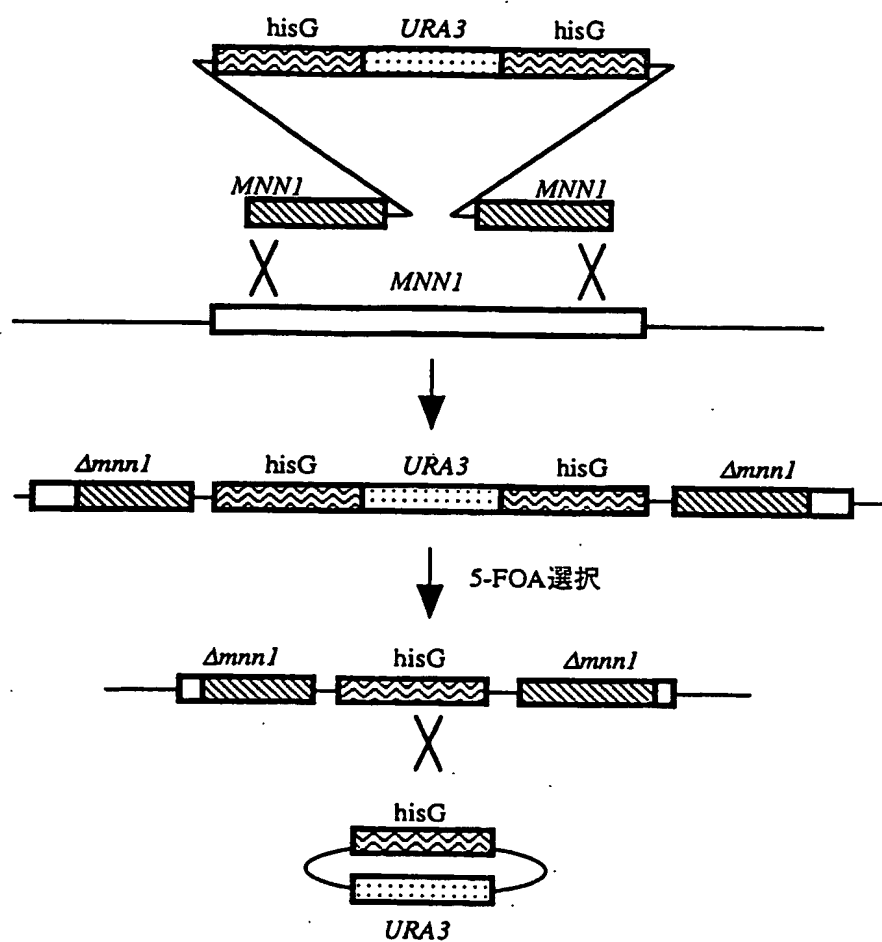 hisG URA3 hisG
MNN1 MNN1
MNN1
Δmnn1 hisG URA3 hisG Δmnn1
5-FOA選択
Δmnn1 hisG Δmnn1
hisG
URA3